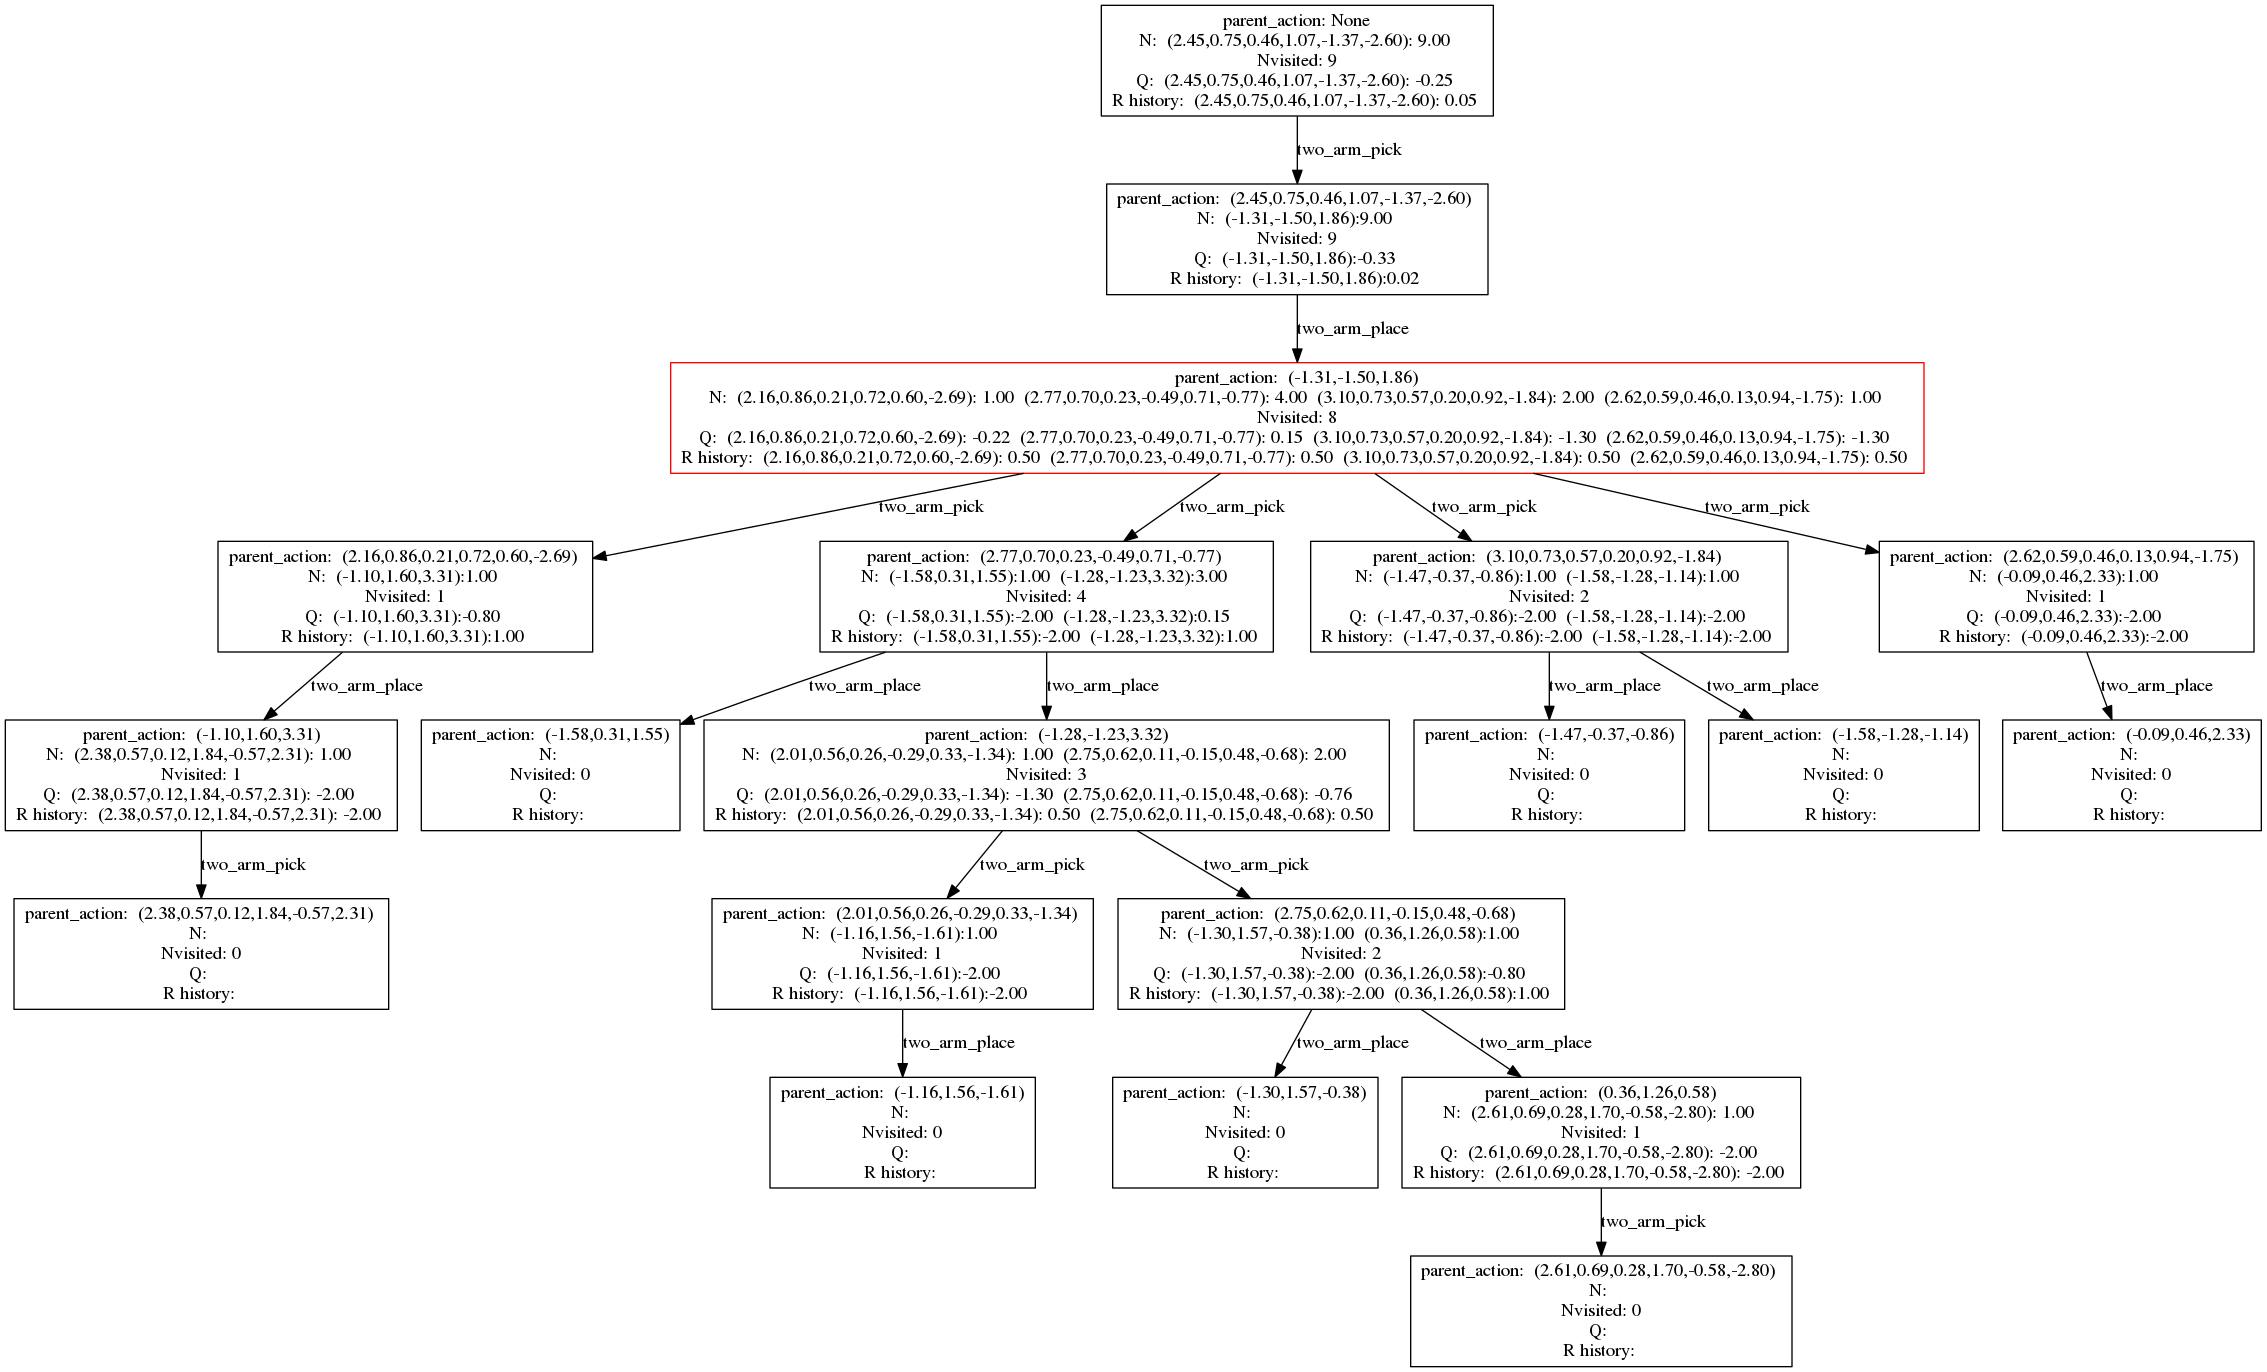 parent_action: None
N: (2.45,0.75,0.46,1.07,-1.37,-2.60): 9.00
Nvisited: 9
Q: (2.45,0.75,0.46,1.07,-1.37,-2.60): -0.25
R history: (2.45,0.75,0.46,1.07,-1.37,-2.60): 0.05
two_arm_pick
parent_action: (2.45,0.75,0.46,1.07,-1.37,-2.60)
N: (-1.31,-1.50,1.86):9.00
Nvisited: 9
Q: (-1.31,-1.50,1.86):-0.33
R history: (-1.31,-1.50,1.86):0.02
two_arm_place
parent_action: (-1.31,-1.50,1.86)
N: (2.16,0.86,0.21,0.72,0.60,-2.69): 1.00 (2.77,0.70,0.23,-0.49,0.71,-0.77): 4.00 (3.10,0.73,0.57,0.20,0.92,-1.84): 2.00 (2.62,0.59,0.46,0.13,0.94,-1.75): 1.00
Nvisited: 8
Q: (2.16,0.86,0.21,0.72,0.60,-2.69): -0.22 (2.77,0.70,0.23,-0.49,0.71,-0.77): 0.15 (3.10,0.73,0.57,0.20,0.92,-1.84): -1.30 (2.62,0.59,0.46,0.13,0.94,-1.75): -1.30
R history: (2.16,0.86,0.21,0.72,0.60,-2.69): 0.50 (2.77,0.70,0.23,-0.49,0.71,-0.77): 0.50 (3.10,0.73,0.57,0.20,0.92,-1.84): 0.50 (2.62,0.59,0.46,0.13,0.94,-1.75): 0.50
two_arm_pick
two_arm_pick
two_arm_pick
two_arm_pick
parent_action: (2.16,0.86,0.21,0.72,0.60,-2.69)
N: (-1.10,1.60,3.31):1.00
Nvisited: 1
Q: (-1.10,1.60,3.31):-0.80
R history: (-1.10,1.60,3.31):1.00
parent_action: (2.77,0.70,0.23,-0.49,0.71,-0.77)
N: (-1.58,0.31,1.55):1.00 (-1.28,-1.23,3.32):3.00
Nvisited: 4
Q: (-1.58,0.31,1.55):-2.00 (-1.28,-1.23,3.32):0.15
R history: (-1.58,0.31,1.55):-2.00 (-1.28,-1.23,3.32):1.00
parent_action: (3.10,0.73,0.57,0.20,0.92,-1.84)
N: (-1.47,-0.37,-0.86):1.00 (-1.58,-1.28,-1.14):1.00
Nvisited: 2
Q: (-1.47,-0.37,-0.86):-2.00 (-1.58,-1.28,-1.14):-2.00
R history: (-1.47,-0.37,-0.86):-2.00 (-1.58,-1.28,-1.14):-2.00
parent_action: (2.62,0.59,0.46,0.13,0.94,-1.75)
N: (-0.09,0.46,2.33):1.00
Nvisited: 1
Q: (-0.09,0.46,2.33):-2.00
R history: (-0.09,0.46,2.33):-2.00
two_arm_place
two_arm_place
two_arm_place
two_arm_place
two_arm_place
two_arm_place
parent_action: (-1.10,1.60,3.31)
N: (2.38,0.57,0.12,1.84,-0.57,2.31): 1.00
Nvisited: 1
Q: (2.38,0.57,0.12,1.84,-0.57,2.31): -2.00
R history: (2.38,0.57,0.12,1.84,-0.57,2.31): -2.00
parent_action: (-1.58,0.31,1.55)
N:
Nvisited: 0
Q:
R history:
parent_action: (-1.28,-1.23,3.32)
N: (2.01,0.56,0.26,-0.29,0.33,-1.34): 1.00 (2.75,0.62,0.11,-0.15,0.48,-0.68): 2.00
Nvisited: 3
Q: (2.01,0.56,0.26,-0.29,0.33,-1.34): -1.30 (2.75,0.62,0.11,-0.15,0.48,-0.68): -0.76
R history: (2.01,0.56,0.26,-0.29,0.33,-1.34): 0.50 (2.75,0.62,0.11,-0.15,0.48,-0.68): 0.50
parent_action: (-1.47,-0.37,-0.86)
N:
Nvisited: 0
Q:
R history:
parent_action: (-1.58,-1.28,-1.14)
N:
Nvisited: 0
Q:
R history:
parent_action: (-0.09,0.46,2.33)
N:
Nvisited: 0
Q:
R history:
two_arm_pick
two_arm_pick
two_arm_pick
parent_action: (2.38,0.57,0.12,1.84,-0.57,2.31)
N:
Nvisited: 0
Q:
R history:
parent_action: (2.01,0.56,0.26,-0.29,0.33,-1.34)
N: (-1.16,1.56,-1.61):1.00
Nvisited: 1
Q: (-1.16,1.56,-1.61):-2.00
R history: (-1.16,1.56,-1.61):-2.00
parent_action: (2.75,0.62,0.11,-0.15,0.48,-0.68)
N: (-1.30,1.57,-0.38):1.00 (0.36,1.26,0.58):1.00
Nvisited: 2
Q: (-1.30,1.57,-0.38):-2.00 (0.36,1.26,0.58):-0.80
R history: (-1.30,1.57,-0.38):-2.00 (0.36,1.26,0.58):1.00
two_arm_place
two_arm_place
two_arm_place
parent_action: (-1.16,1.56,-1.61)
N:
Nvisited: 0
Q:
R history:
parent_action: (-1.30,1.57,-0.38)
N:
Nvisited: 0
Q:
R history:
parent_action: (0.36,1.26,0.58)
N: (2.61,0.69,0.28,1.70,-0.58,-2.80): 1.00
Nvisited: 1
Q: (2.61,0.69,0.28,1.70,-0.58,-2.80): -2.00
R history: (2.61,0.69,0.28,1.70,-0.58,-2.80): -2.00
two_arm_pick
parent_action: (2.61,0.69,0.28,1.70,-0.58,-2.80)
N:
Nvisited: 0
Q:
R history: